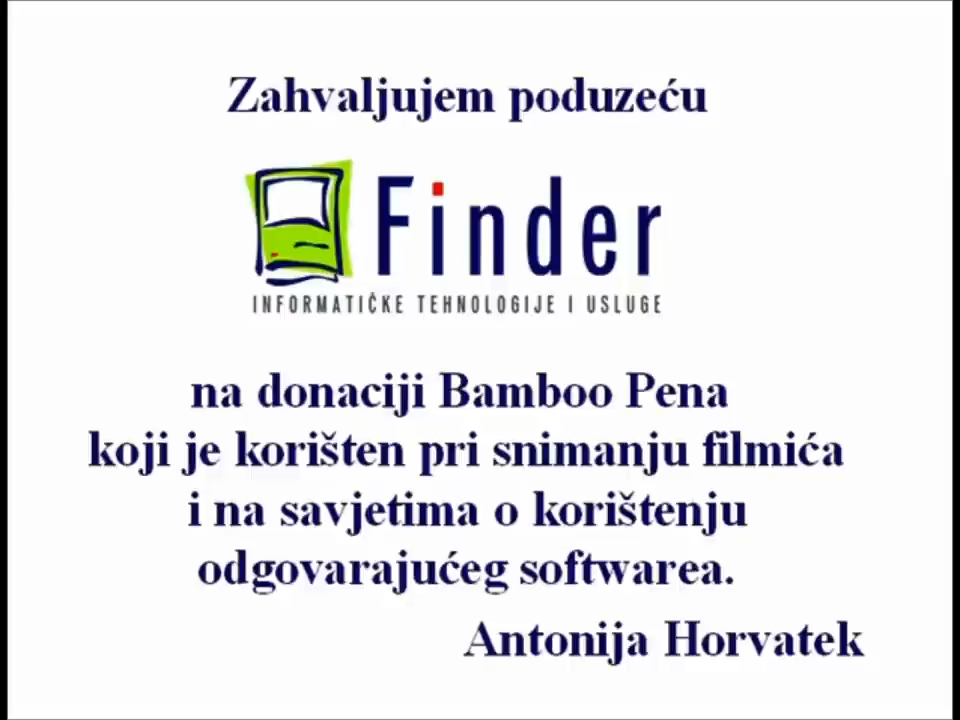 Zahvaljujem poduzeću
Finder
INFORMATIČKE TEHNOLOGIJE I USLUGE
na donaciji Bamboo Pena
koji je korišten pri snimanju filmića
i na savjetima o korištenju
odgovarajućeg softwarea.
Antonija Horvatek